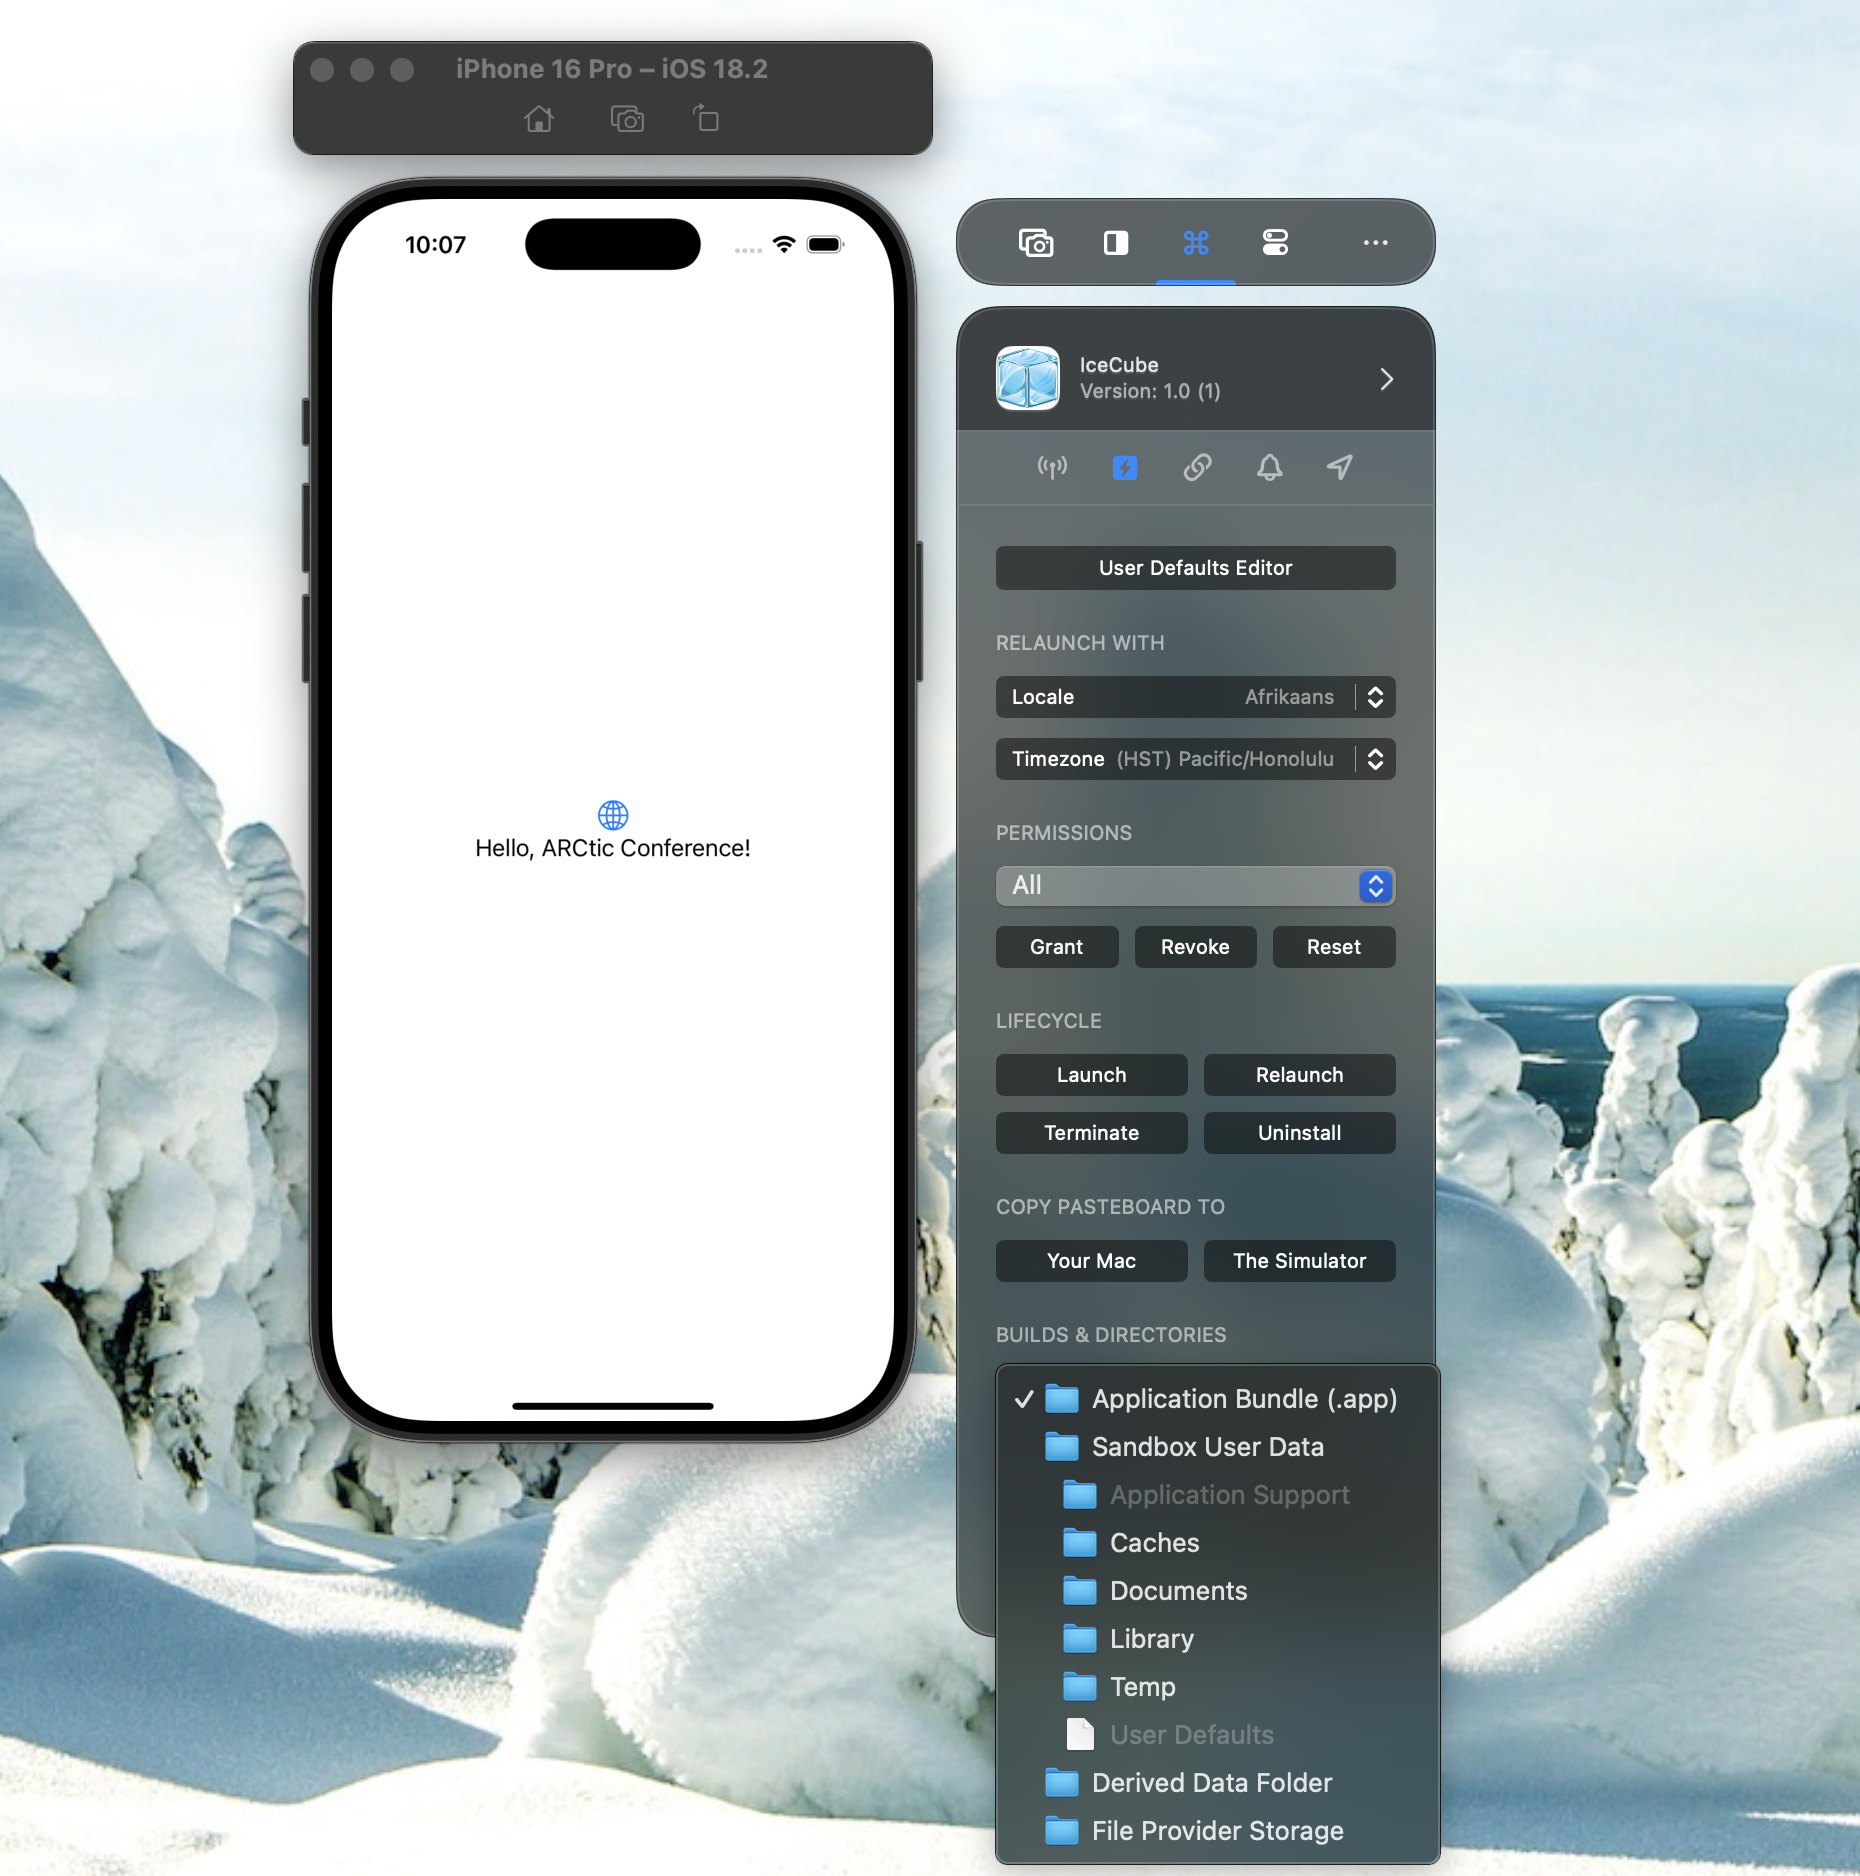 iPhone 16 Pro – iOS 18.2
10:07
Hello, ARCtic Conference!
IceCube
Version: 1.0 (1)
User Defaults Editor
RELAUNCH WITH
Locale Afrikaans
Timezone (HST) Pacific/Honolulu
PERMISSIONS
All
Grant Revoke Reset
LIFECYCLE
Launch Relaunch
Terminate Uninstall
COPY PASTEBOARD TO
Your Mac The Simulator
BUILDS & DIRECTORIES
Application Bundle (.app)
Sandbox User Data
Application Support
Caches
Documents
Library
Temp
User Defaults
Derived Data Folder
File Provider Storage